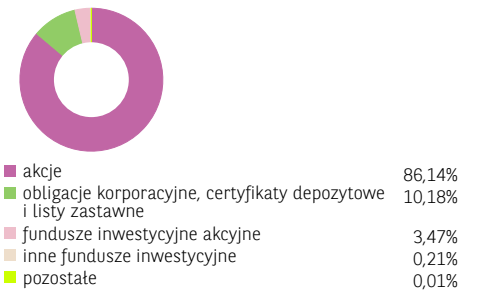 akcje 86,14%
obligacje korporacyjne, certyfikaty depozytowe 10,18%
i listy zastawne
fundusze inwestycyjne akcyjne 3,47%
inne fundusze inwestycyjne 0,21%
pozostałe 0,01%